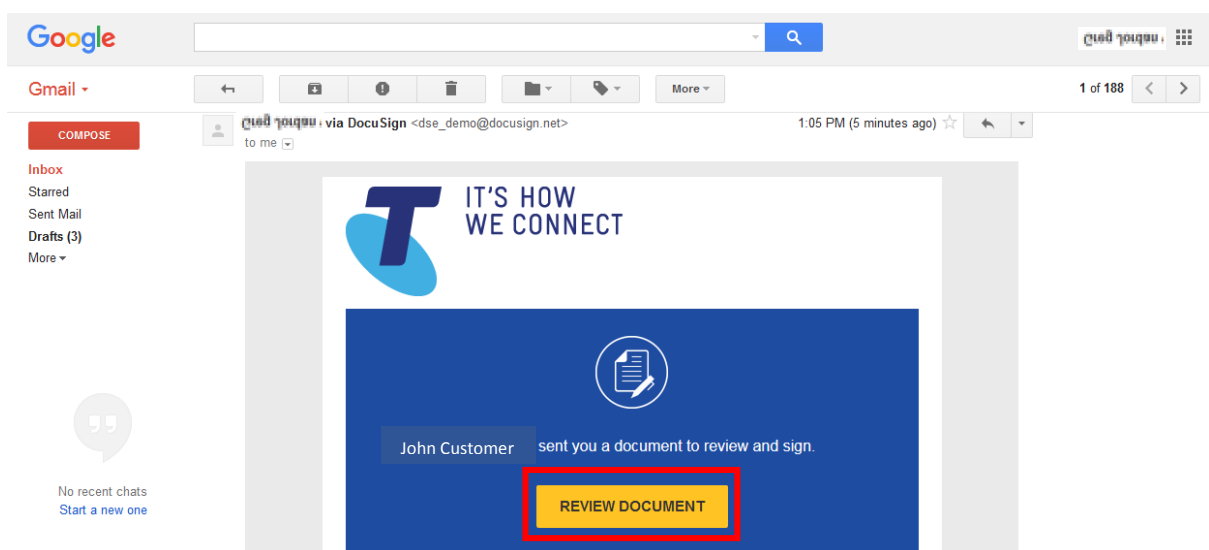 Google
Gmail
More
1 of 188
COMPOSE
via DocuSign <dse_demo@docusign.net>
1:05 PM (5 minutes ago)
to me
Inbox
Starred
Sent Mail
Drafts (3)
More
IT'S HOW
WE CONNECT
John Customer sent you a document to review and sign.
REVIEW DOCUMENT
No recent chats
Start a new one